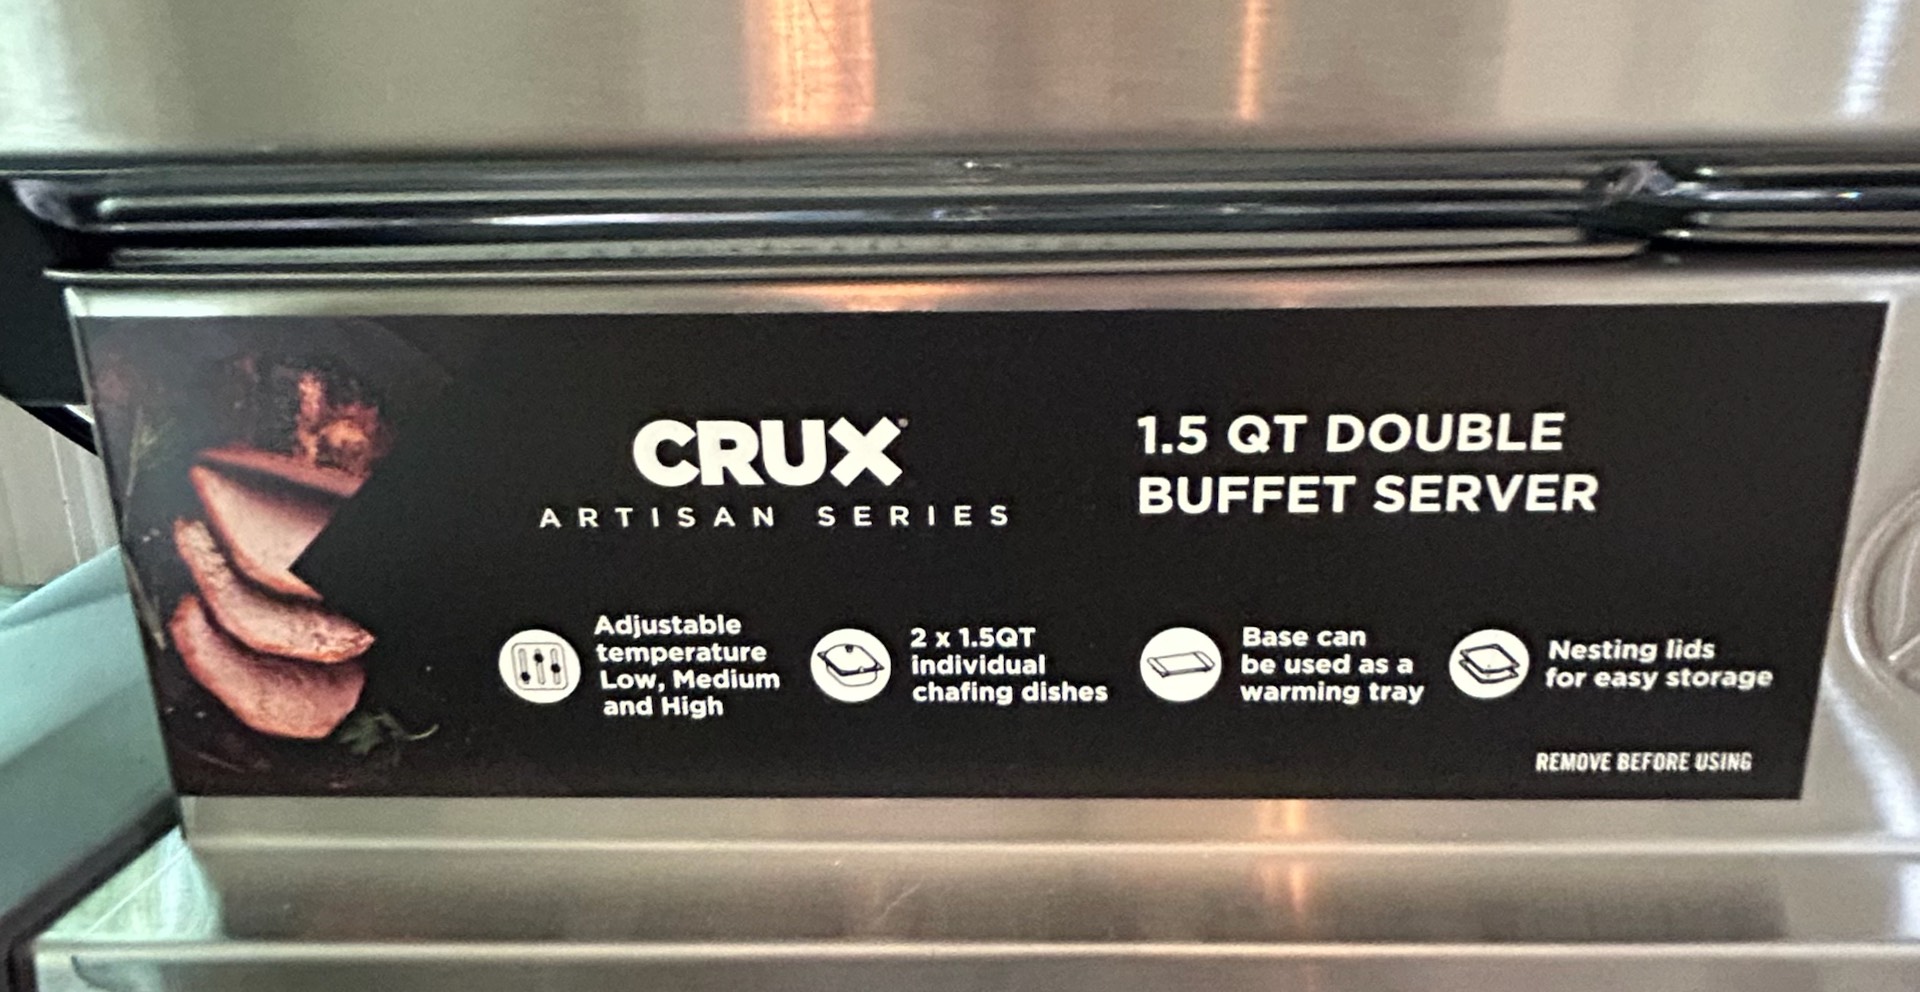 CRUX
ARTISAN SERIES
1.5 QT DOUBLE
BUFFET SERVER
Adjustable
temperature
Low, Medium
and High
2 x 1.5QT
individual
chafing dishes
Base can
be used as a
warming tray
Nesting lids
for easy storage
REMOVE BEFORE USING